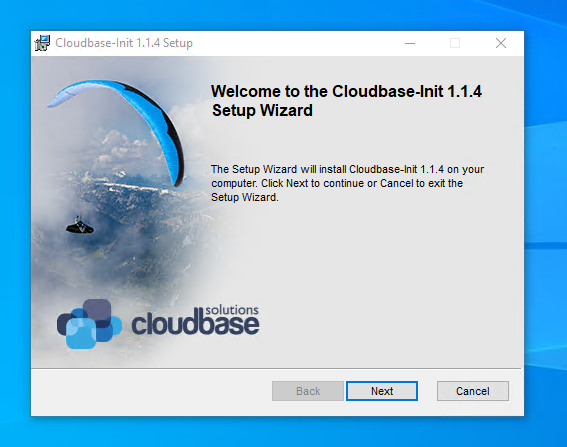 Cloudbase-Init 1.1.4 Setup
Welcome to the Cloudbase-Init 1.1.4
Setup Wizard
The Setup Wizard will install Cloudbase-Init 1.1.4 on your
computer. Click Next to continue or Cancel to exit the
Setup Wizard.
solutions
cloudbase
Back Next Cancel